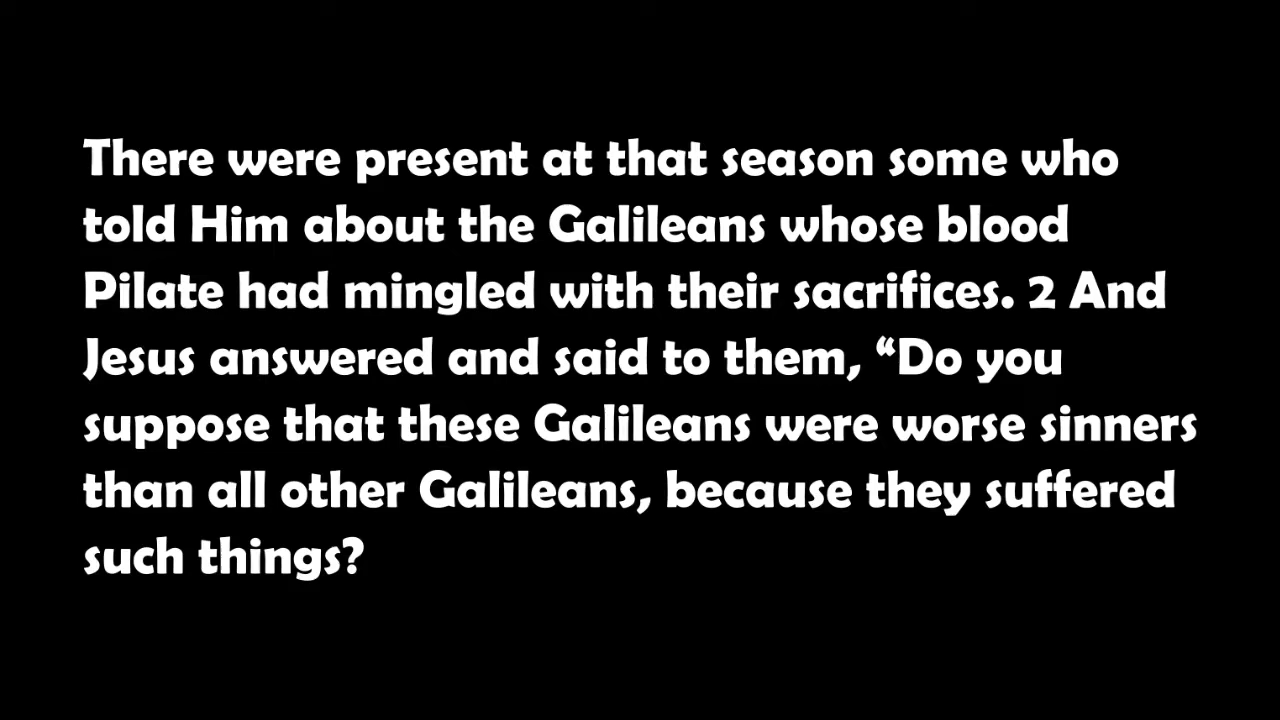 There were present at that season some who
told Him about the Galileans whose blood
Pilate had mingled with their sacrifices. 2 And
Jesus answered and said to them, “Do you
suppose that these Galileans were worse sinners
than all other Galileans, because they suffered
such things?